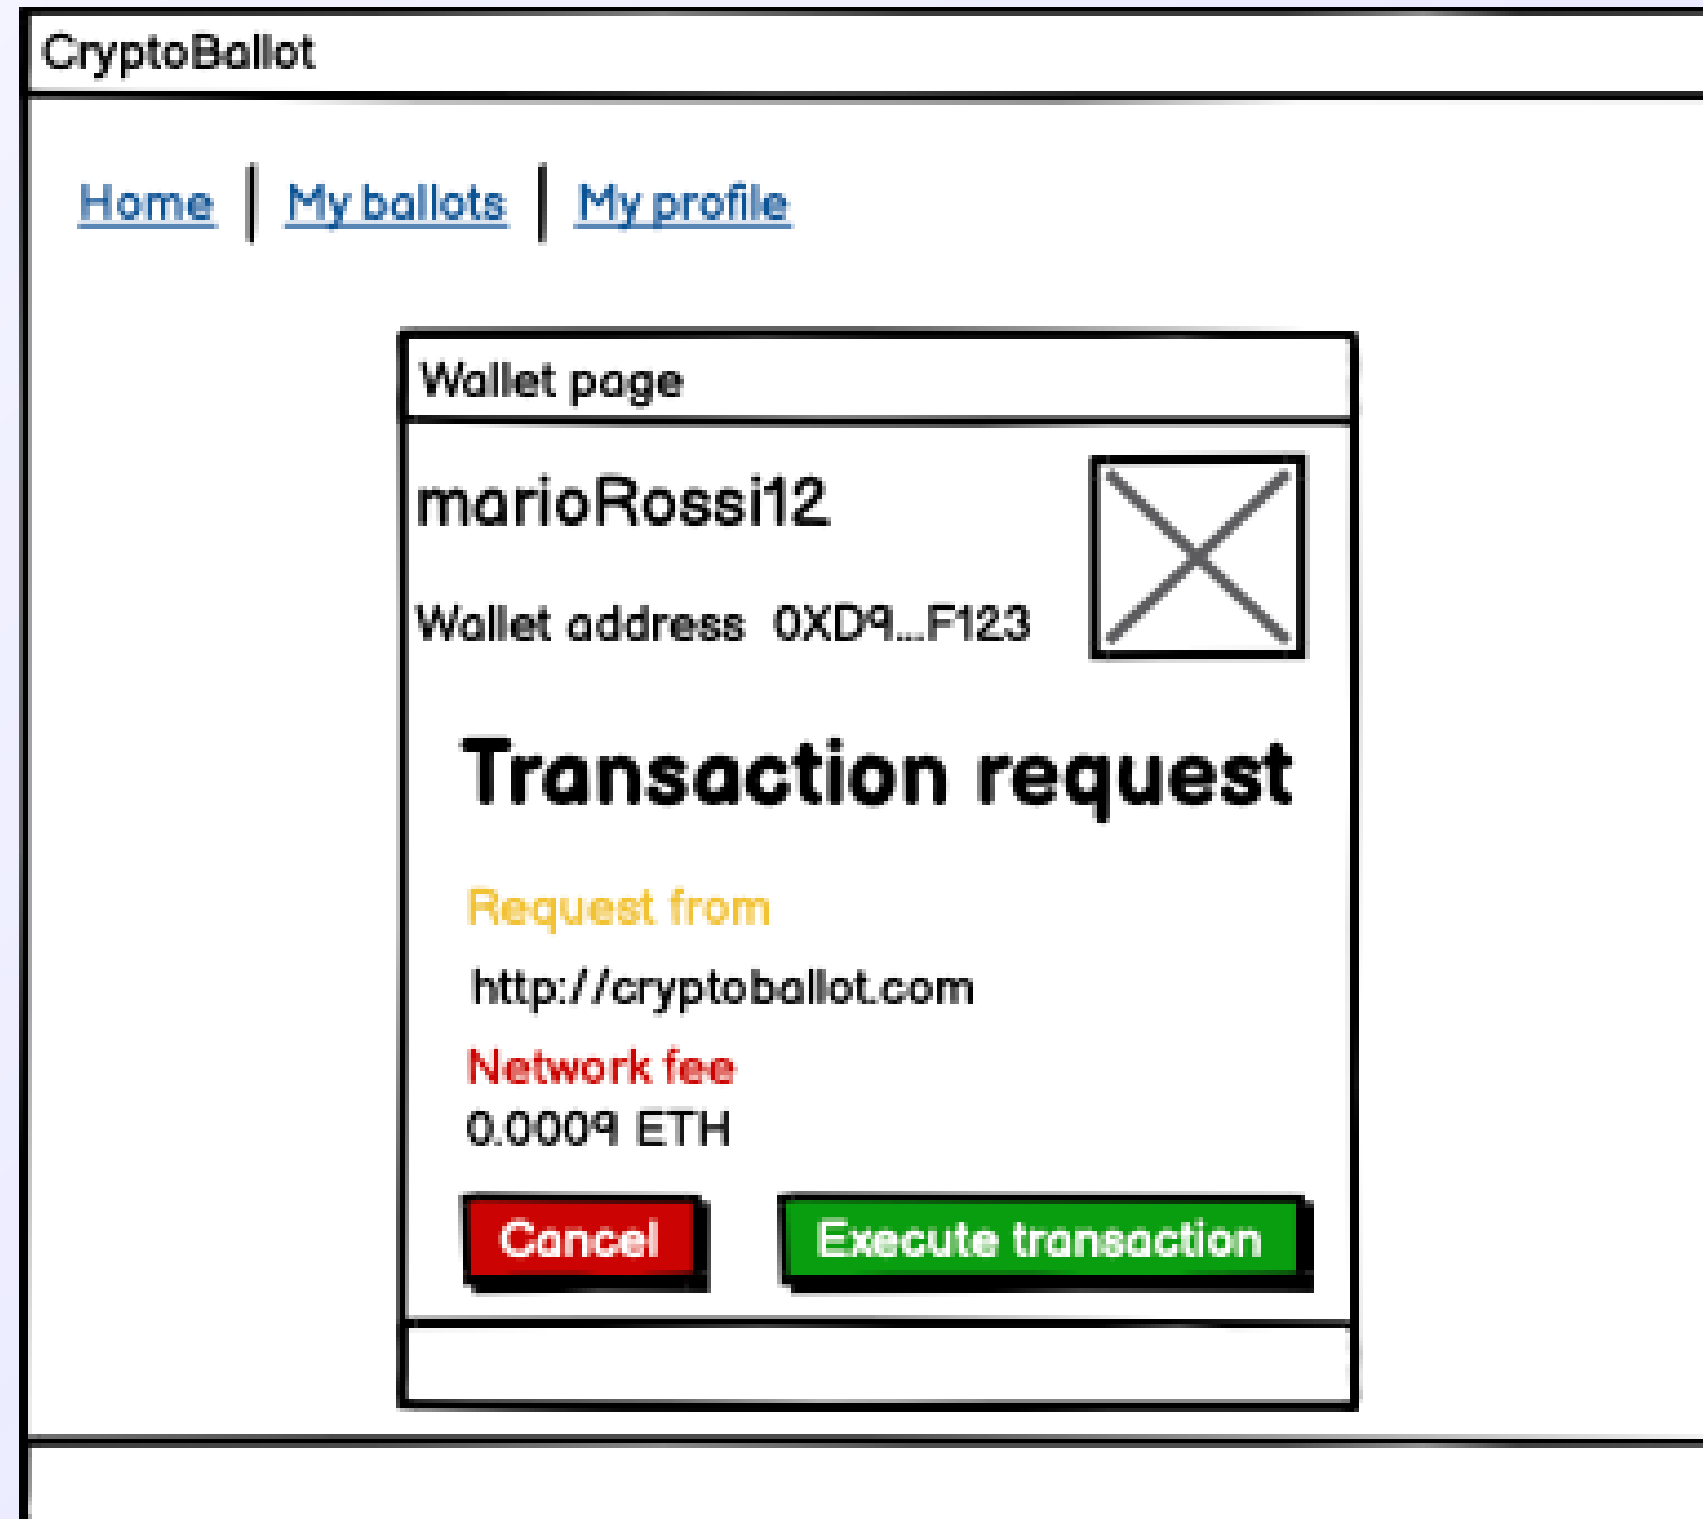 CryptoBallot
Home | My ballots | My profile
Wallet page
marioRossi12
Wallet address 0XD9...F123
Transaction request
Request from
http://cryptoballot.com
Network fee
0.0009 ETH
Cancel Execute transaction